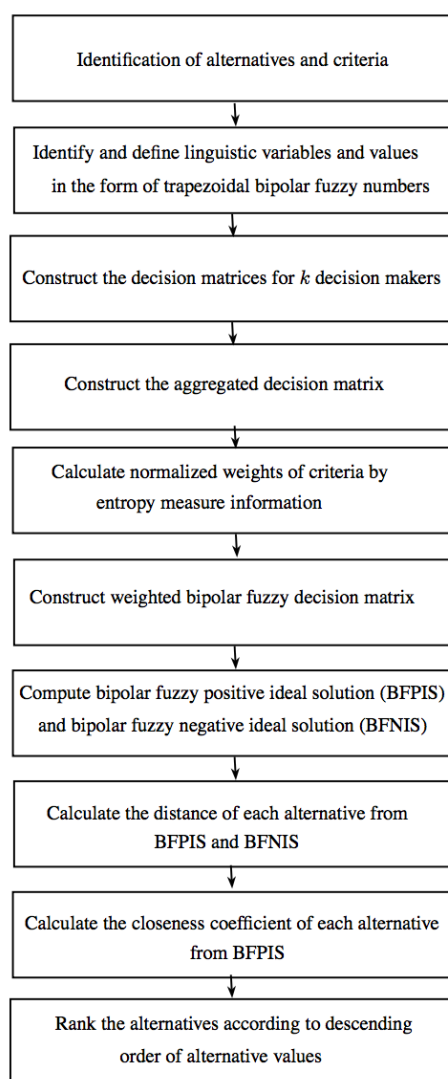 Identification of alternatives and criteria
Identify and define linguistic variables and values
in the form of trapezoidal bipolar fuzzy numbers
Construct the decision matrices for k decision makers
Construct the aggregated decision matrix
Calculate normalized weights of criteria by
entropy measure information
Construct weighted bipolar fuzzy decision matrix
Compute bipolar fuzzy positive ideal solution (BFPIS)
and bipolar fuzzy negative ideal solution (BFNIS)
Calculate the distance of each alternative from
BFPIS and BFNIS
Calculate the closeness coefficient of each alternative
from BFPIS
Rank the alternatives according to descending
order of alternative values